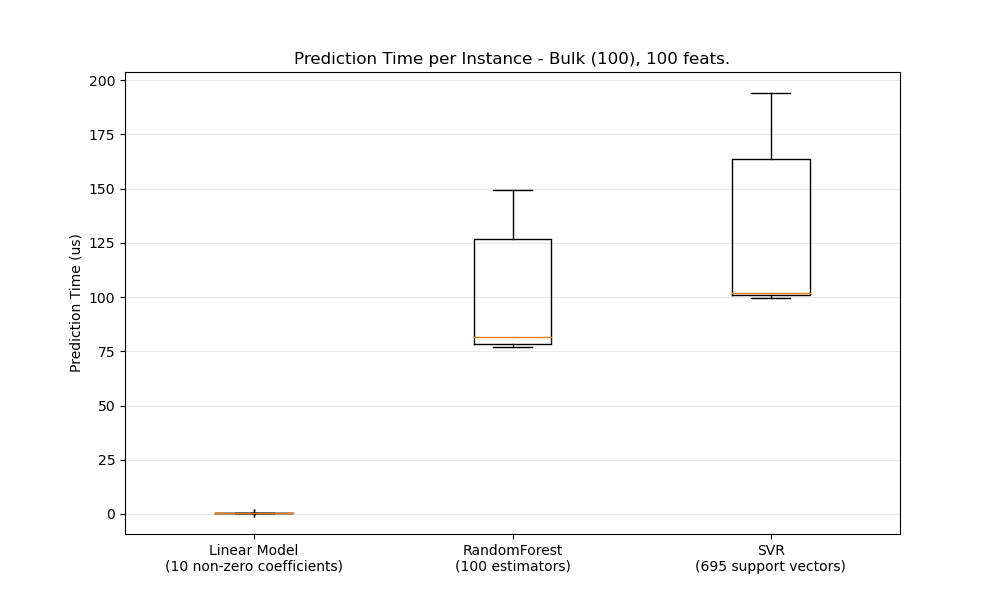 Prediction Time per Instance - Bulk (100), 100 feats.
Prediction Time (us)
200
175
150
125
100
75
50
25
0
Linear Model
(10 non-zero coefficients)
RandomForest
(100 estimators)
SVR
(695 support vectors)